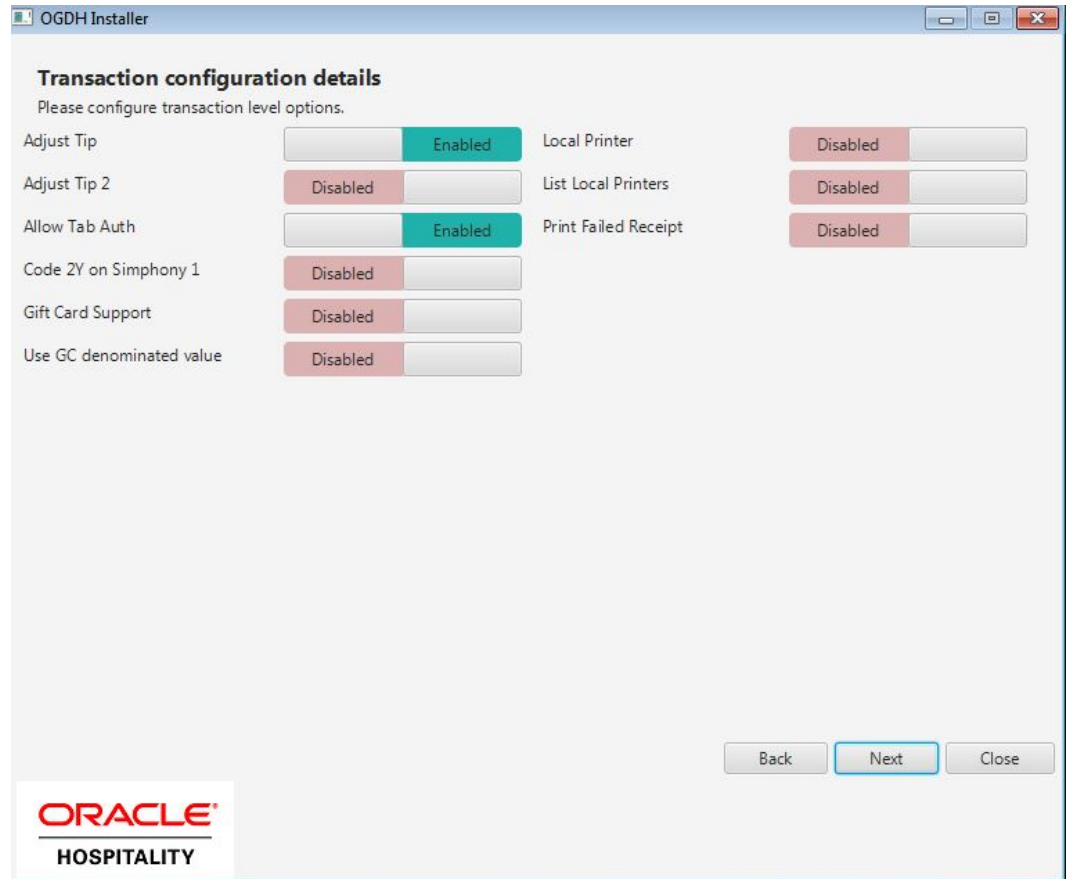 OGDH Installer
Transaction configuration details
Please configure transaction level options.
Adjust Tip Enabled
Adjust Tip 2 Disabled
Allow Tab Auth Enabled
Code 2Y on Simphony 1 Disabled
Gift Card Support Disabled
Use GC denominated value Disabled
Local Printer Disabled
List Local Printers Disabled
Print Failed Receipt Disabled
Back Next Close
ORACLE®
HOSPITALITY